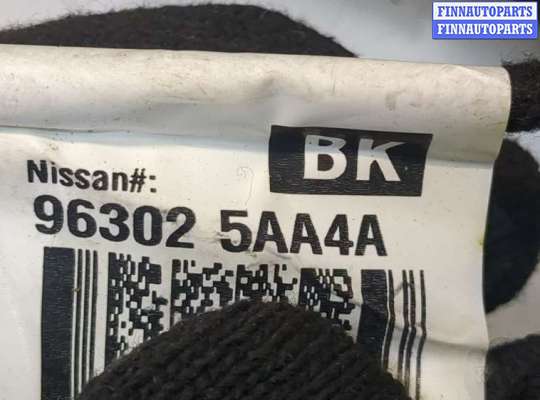 FINNAUTOPARTS
FINNAUTOPARTS
BK
Nissan#:
96302 5AA4A